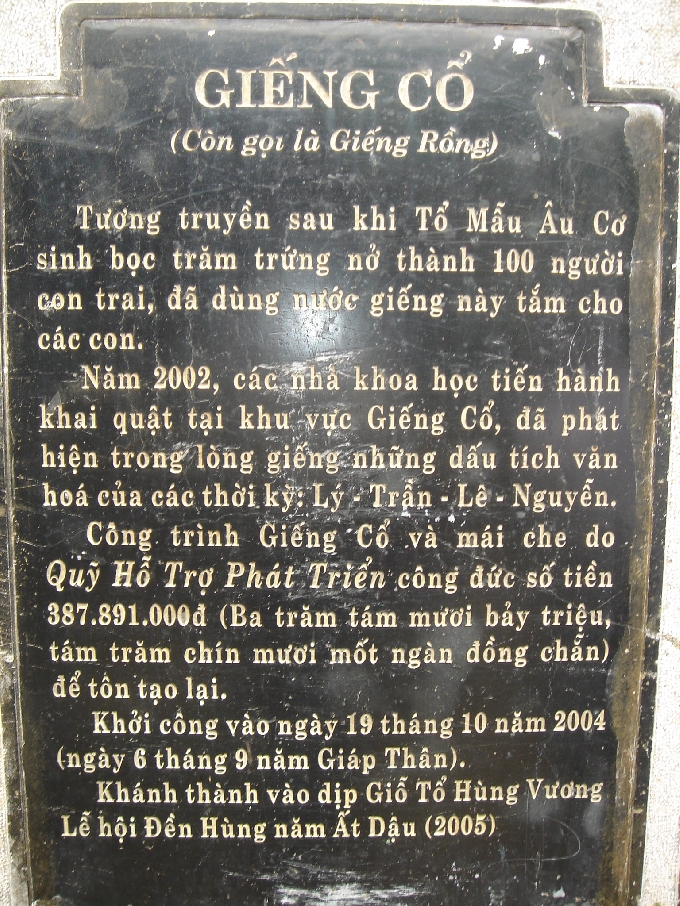 GIẾNG CỔ
(Còn gọi là Giếng Rồng)
Tương truyền sau khi Tổ Mẫu Âu Cơ
sinh bọc trăm trứng nở thành 100 người
con trai, đã dùng nước giếng này tắm cho
các con.
Năm 2002, các nhà khoa học tiến hành
khai quật tại khu vực Giếng Cổ, đã phát
hiện trong lòng giếng những dấu tích văn
hoá của các thời kỳ: Lý - Trần - Lê - Nguyễn.
Công trình Giếng Cổ và mái che do
Quỹ Hỗ Trợ Phát Triển công đức số tiền
387.891.000đ (Ba trăm tám mươi bảy triệu,
tám trăm chín mươi mốt ngàn đồng chẵn)
để tôn tạo lại.
Khởi công vào ngày 19 tháng 10 năm 2004
(ngày 6 tháng 9 năm Giáp Thân).
Khánh thành vào dịp Giỗ Tổ Hùng Vương
Lễ hội Đền Hùng năm Ất Dậu (2005)